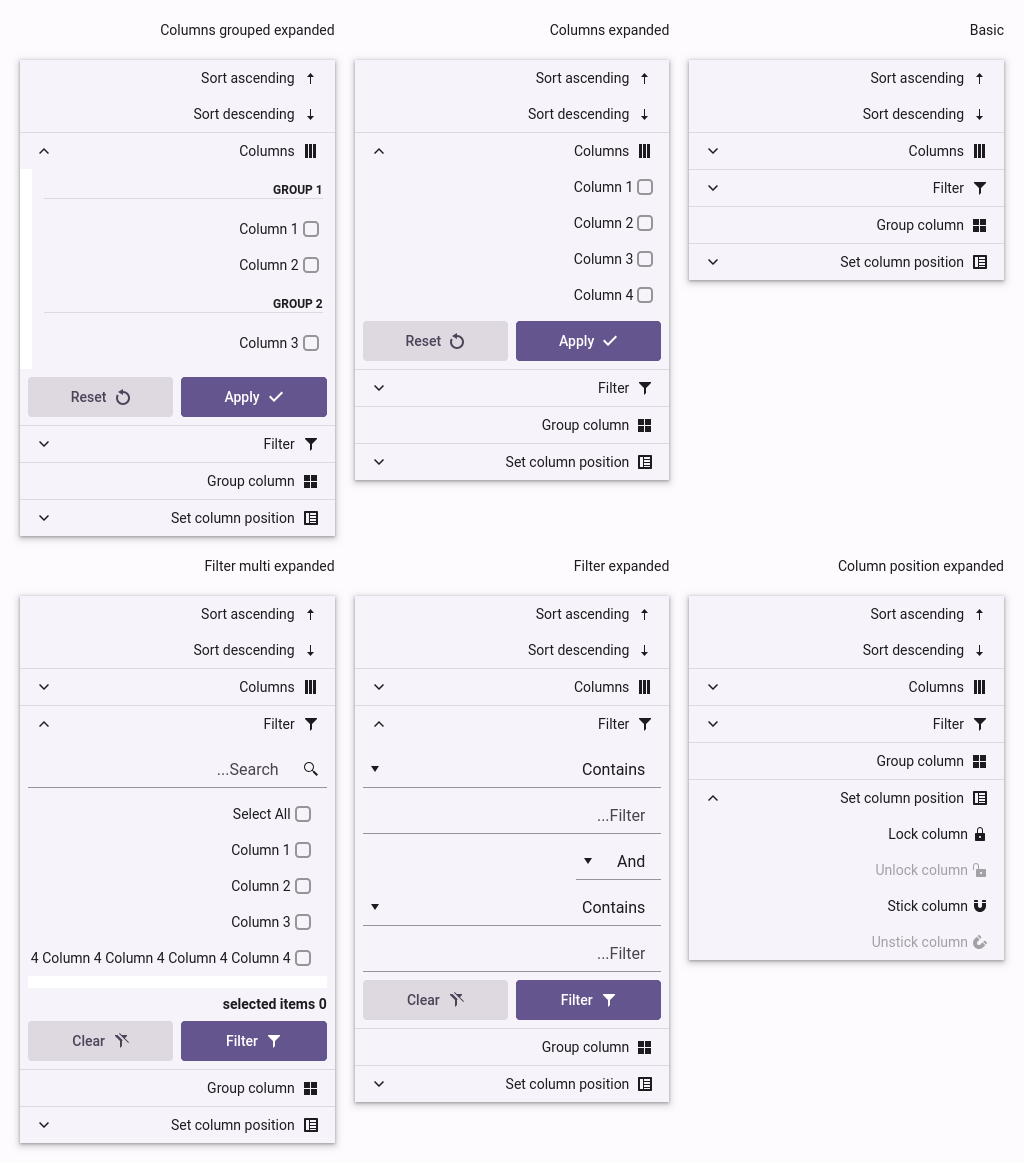 Columns grouped expanded
Sort ascending
Sort descending
Columns
GROUP 1
Column 1
Column 2
GROUP 2
Column 3
Reset
Apply
Filter
Group column
Set column position
Columns expanded
Sort ascending
Sort descending
Columns
Column 1
Column 2
Column 3
Column 4
Reset
Apply
Filter
Group column
Set column position
Basic
Sort ascending
Sort descending
Columns
Filter
Group column
Set column position
Filter multi expanded
Sort ascending
Sort descending
Columns
Filter
...Search
Select All
Column 1
Column 2
Column 3
4 Column 4 Column 4 Column 4 Column 4
selected items 0
Clear
Filter
Group column
Set column position
Filter expanded
Sort ascending
Sort descending
Columns
Filter
Contains
...Filter
And
Contains
...Filter
Clear
Filter
Group column
Set column position
Column position expanded
Sort ascending
Sort descending
Columns
Filter
Group column
Set column position
Lock column
Unlock column
Stick column
Unstick column